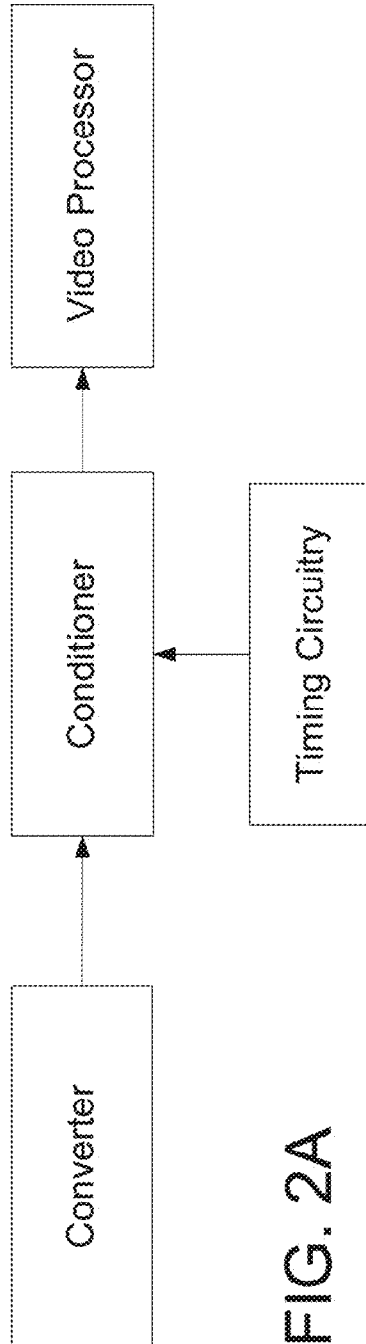 Converter
Conditioner
Video Processor
Timing Circuitry
FIG. 2A